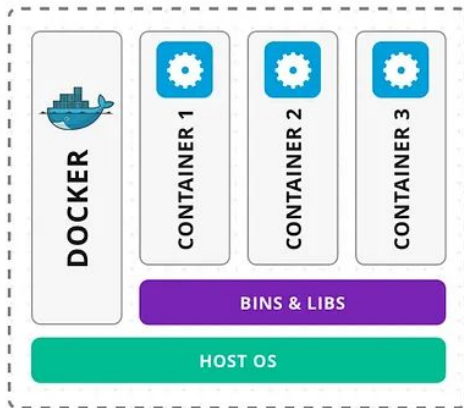 DOCKER
CONTAINER 1
CONTAINER 2
CONTAINER 3
BINS & LIBS
HOST OS